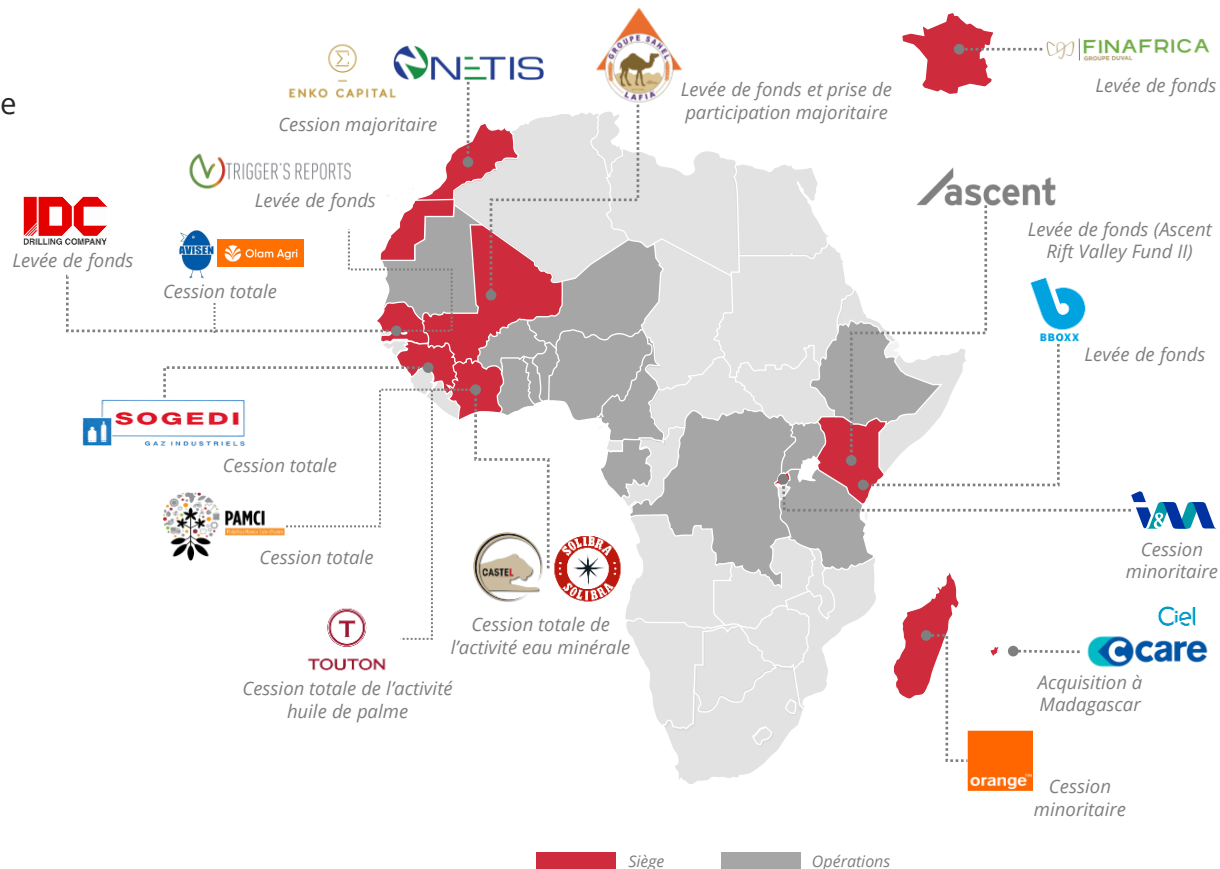 e
ENKO CAPITAL
NETIS
Cession majoritaire
GROUPE SAHEL
LAFIA
Levée de fonds et prise de
participation majoritaire
FINAFRICA
GROUPE DUVAL
Levée de fonds
TRIGGER'S REPORTS
Levée de fonds
IDC
DRILLING COMPANY
Levée de fonds
AVISEN
Olam Agri
Cession totale
ascent
Levée de fonds (Ascent
Rift Valley Fund II)
BBOXX
Levée de fonds
SOGEDI
GAZ INDUSTRIELS
Cession totale
PAMCI
Cession totale
CASTEL
SOLIBRA
SOLIBRA
Cession totale de
l'activité eau minérale
I&M
Cession
minoritaire
T
TOUTON
Cession totale de l'activité
huile de palme
Ciel
C care
Acquisition à
Madagascar
orange
Cession
minoritaire
Siège
Opérations